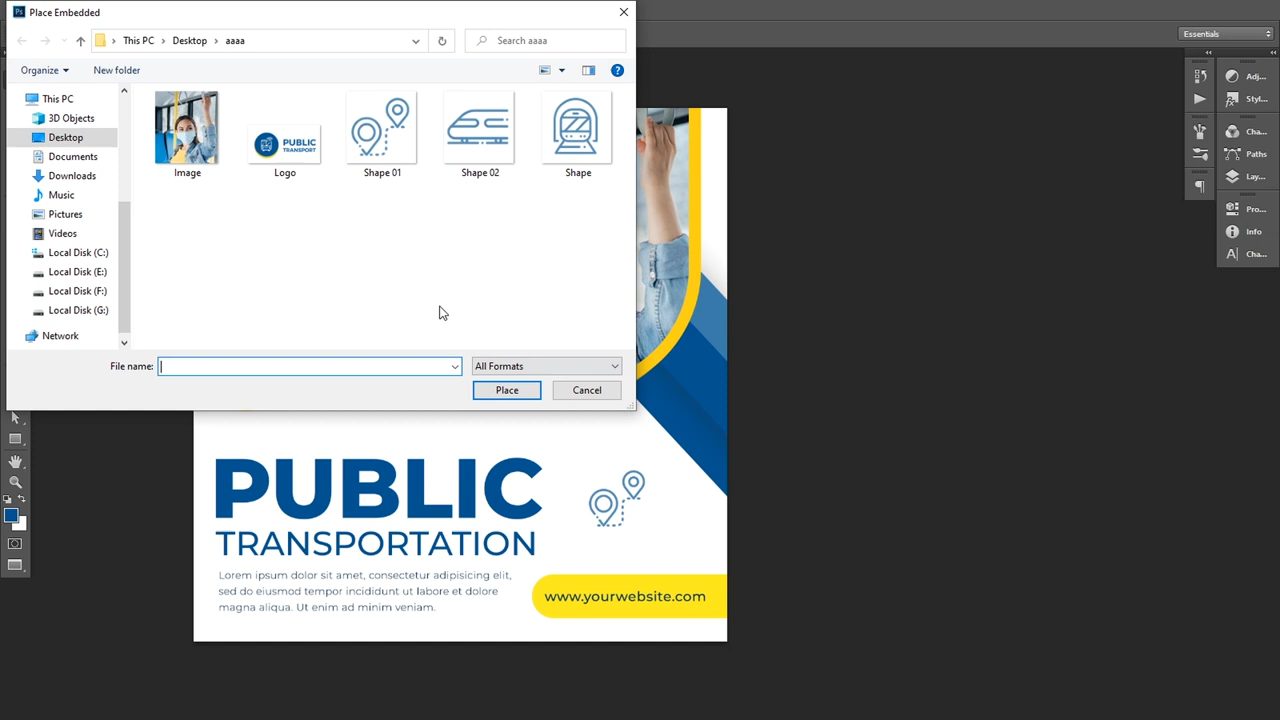 Ps Place Embedded
This PC Desktop aaaa
Search aaaa
Essentials
Organize New folder
This PC
3D Objects
Desktop
Documents
Downloads
Music
Pictures
Videos
Local Disk (C:)
Local Disk (E:)
Local Disk (F:)
Local Disk (G:)
Network
PUBLIC
TRANSPORT
Image
Logo
Shape 01
Shape 02
Shape
File name:
All Formats
Place Cancel
Adj...
Styl...
Cha...
Paths
Lay...
Pro...
Info
A Cha...
PUBLIC
TRANSPORTATION
Lorem ipsum dolor sit amet, consectetur adipisicing elit,
sed do eiusmod tempor incididunt ut labore et dolore
magna aliqua. Ut enim ad minim veniam.
www.yourwebsite.com